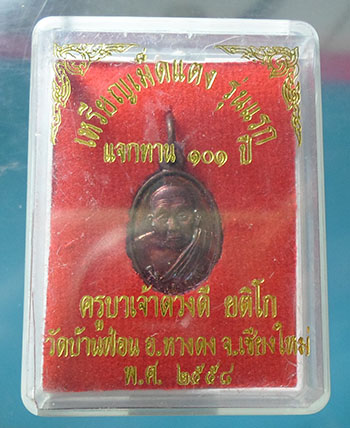 เหรียญเม็ดแตง รุ่นแรก
แจกทาน ๑๐๑ ปี
ครูบาเจ้าดวงดี ยติโก
วัดบ้านฟ่อน อ.หางดง จ.เชียงใหม่
พ.ศ. ๒๕๕๘